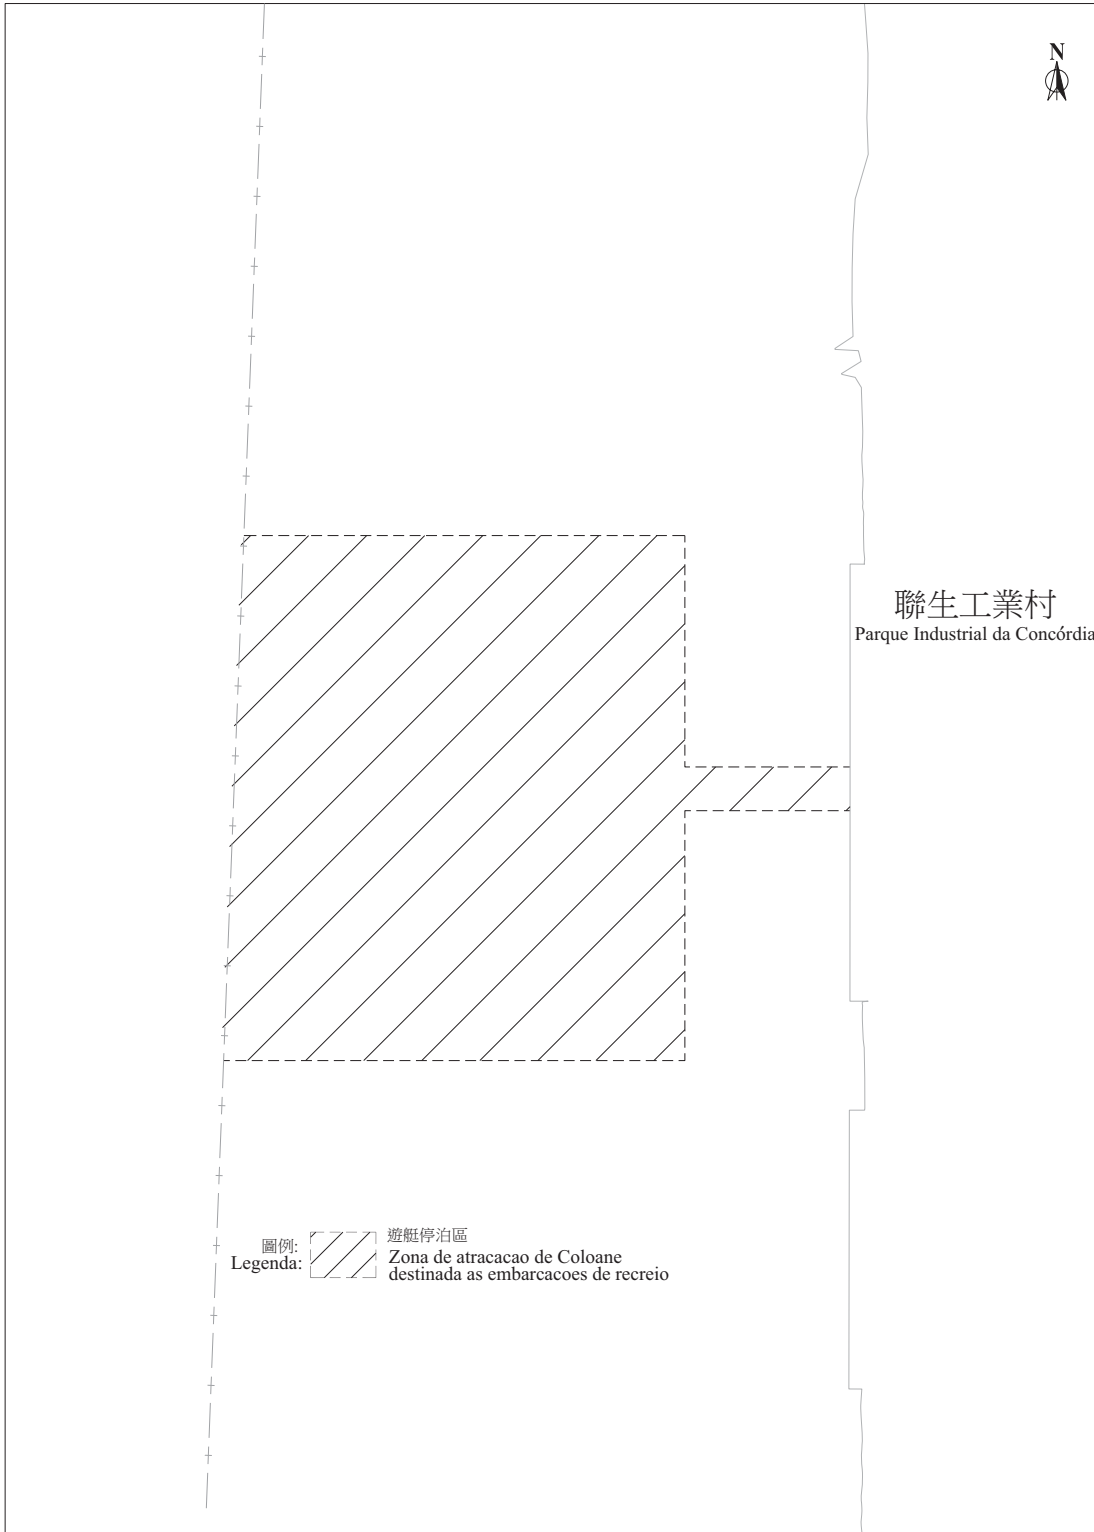 N
聯生工業村
Parque Industrial da Concórdia
圖例:
Legenda:
遊艇停泊區
Zona de atracacao de Coloane
destinada as embarcacoes de recreio